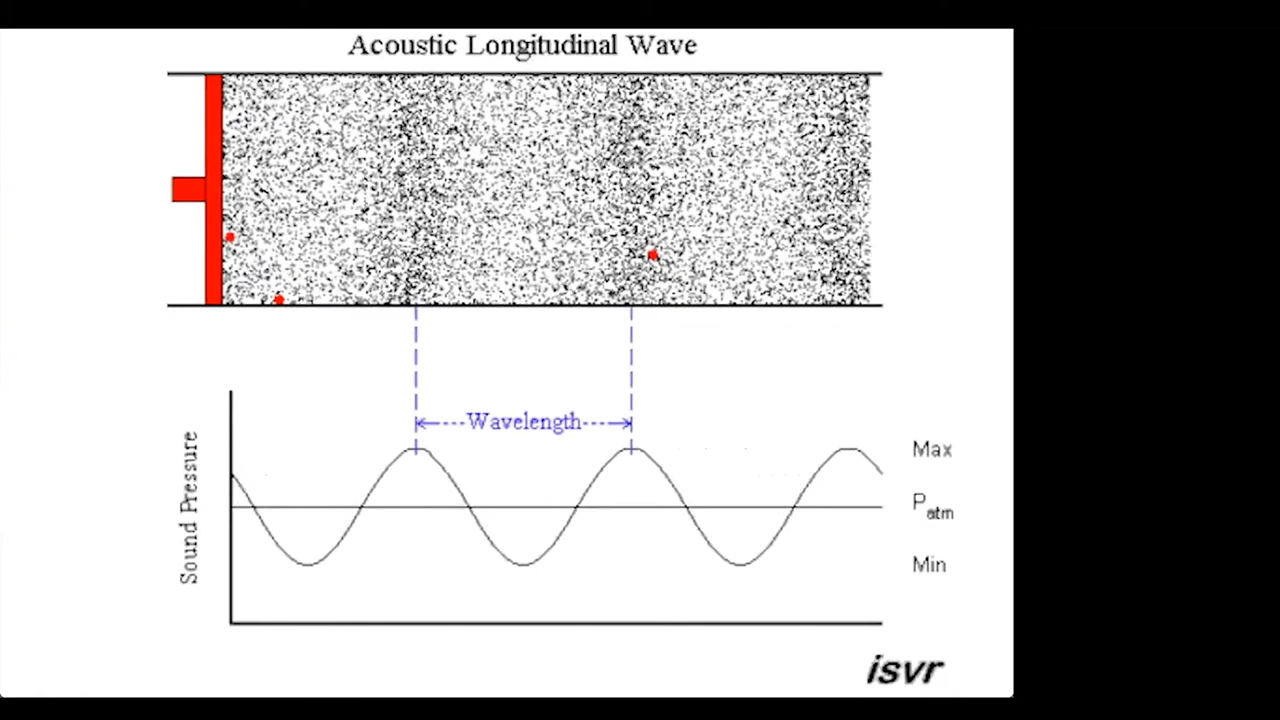 Acoustic Longitudinal Wave
Wavelength
Sound Pressure
Max
Patm
Min
isvr